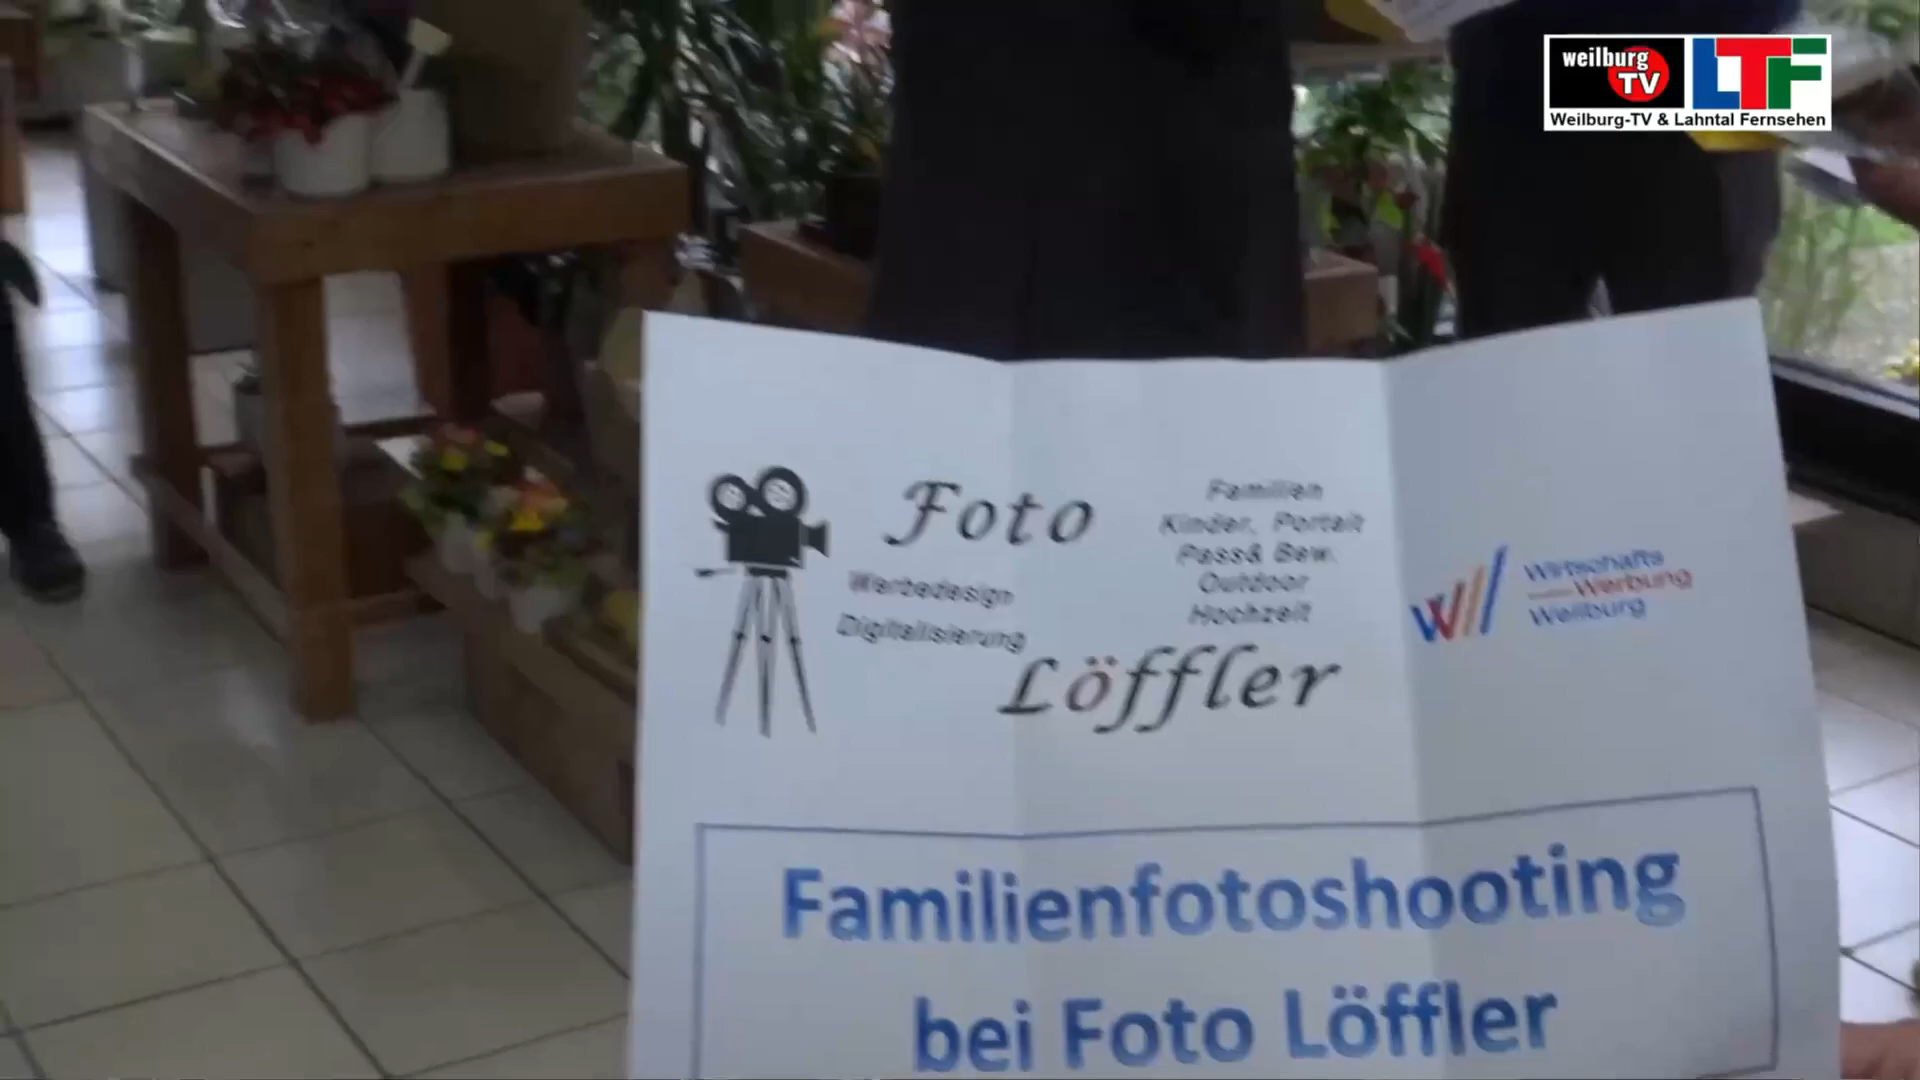 weilburg
TV
LTF
Weilburg-TV & Lahntal Fernsehen
Foto
Werbedesign
Digitalisierung
Familien
Kinder, Portait
Pass& Bew.
Outdoor
Hochzeit
Löffler
Wirtschafts
Werbung
Weilburg
Familienfotoshooting
bei Foto Löffler